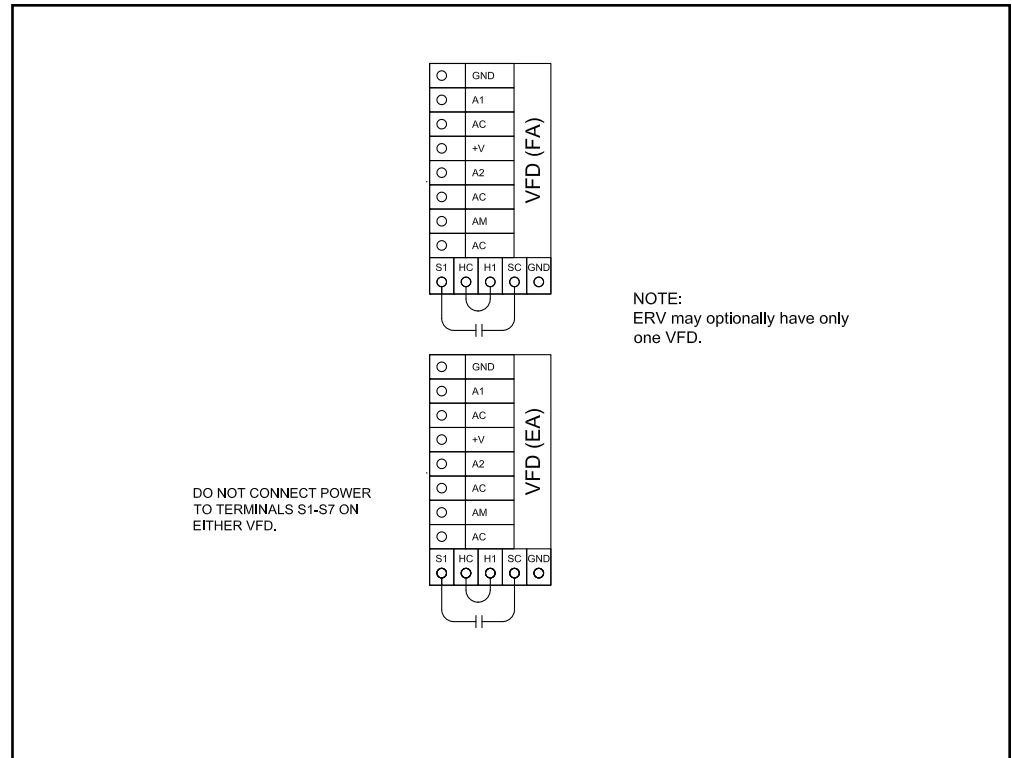 GND
A1
AC
+V
A2
AC
AM
AC
VFD (FA)
S1 HC H1 SC GND
NOTE:
ERV may optionally have only
one VFD.
GND
A1
AC
+V
A2
AC
AM
AC
VFD (EA)
S1 HC H1 SC GND
DO NOT CONNECT POWER
TO TERMINALS S1-S7 ON
EITHER VFD.